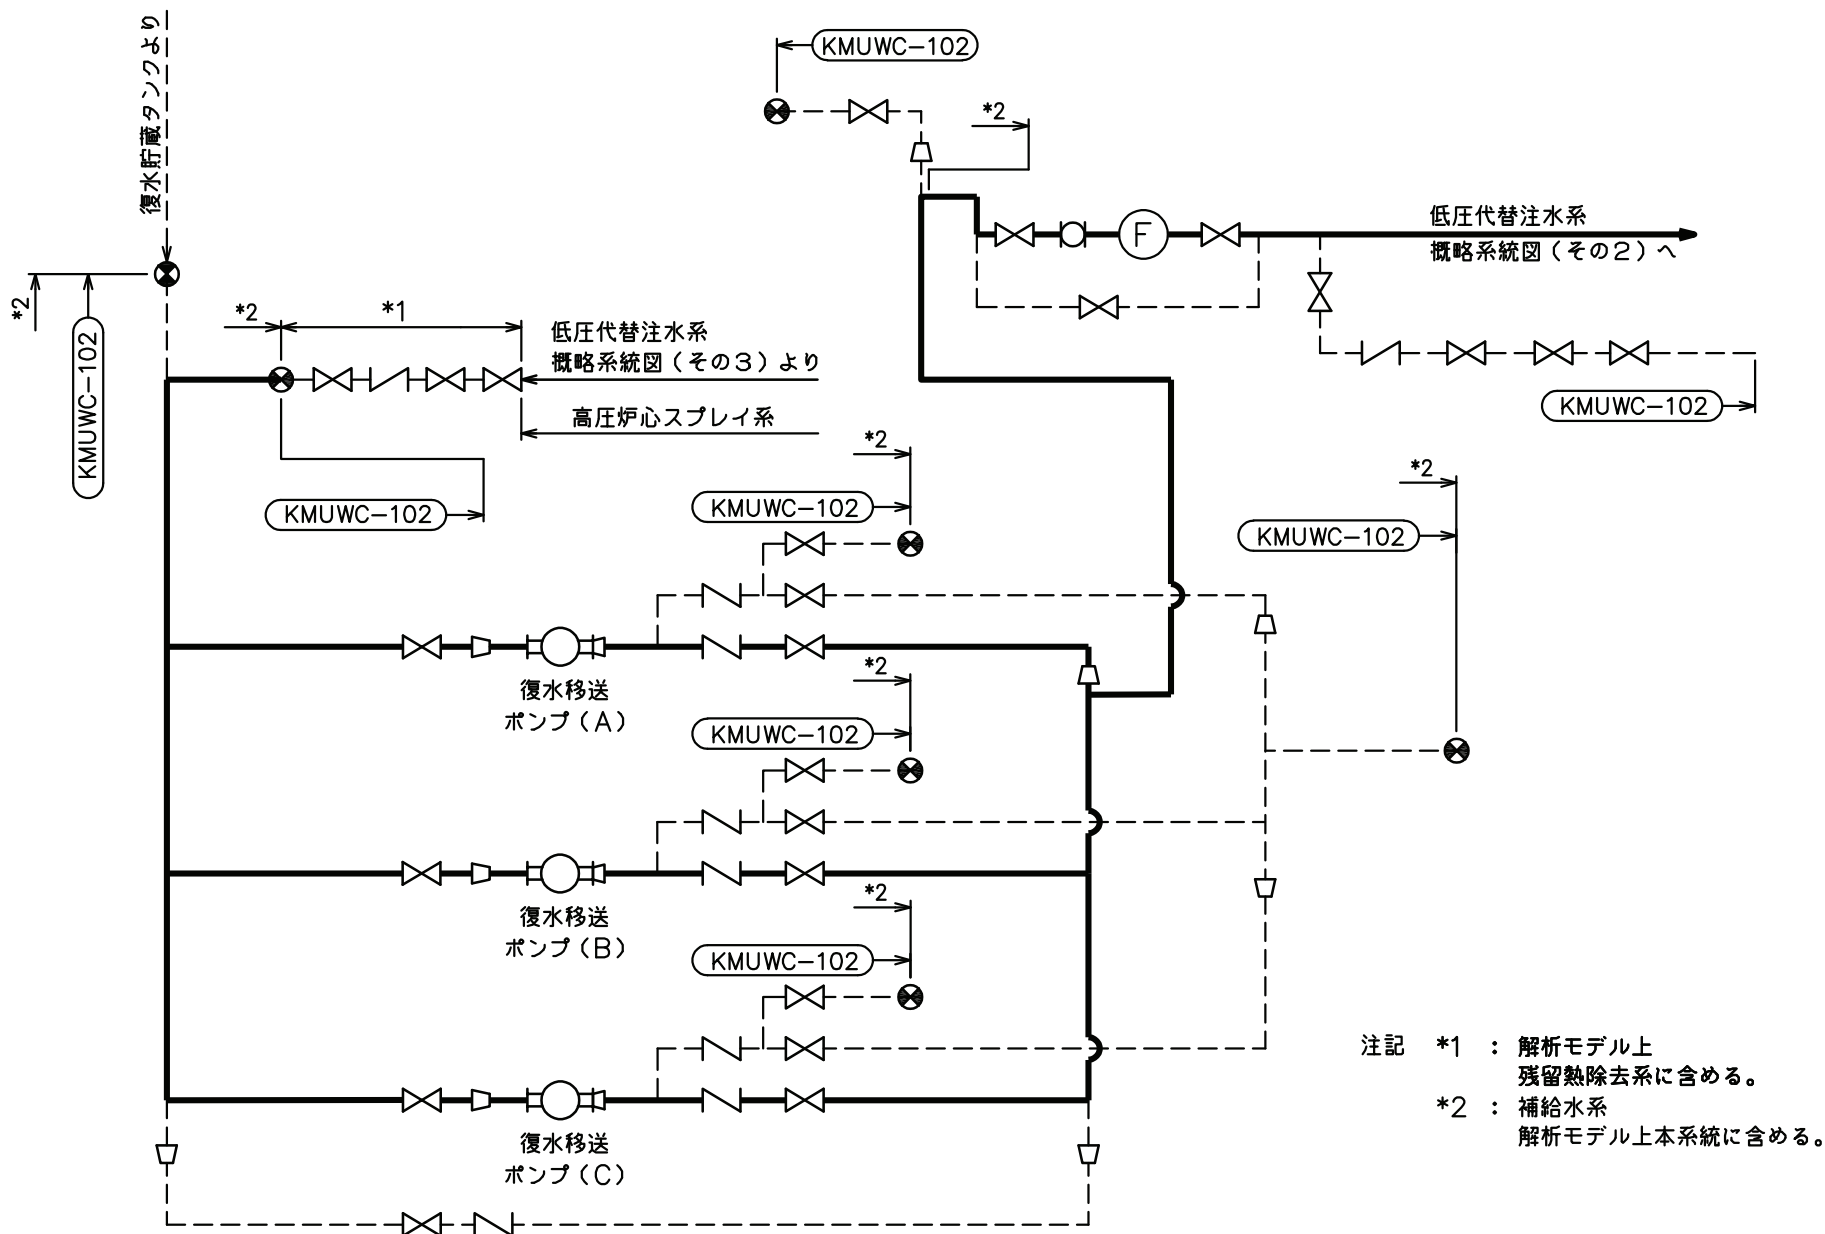 復水貯蔵タンクより
KMUWC-102
*2
*2
KMUWC-102
*2
*1
低圧代替注水系
概略系統図(その3)より
高圧炉心スプレイ系
KMUWC-102
低圧代替注水系
概略系統図(その2)へ
F
KMUWC-102
*2
KMUWC-102
*2
KMUWC-102
復水移送
ポンプ(A)
*2
KMUWC-102
復水移送
ポンプ(B)
*2
KMUWC-102
復水移送
ポンプ(C)
注記 *1 : 解析モデル上
残留熱除去系に含める。
*2 : 補給水系
解析モデル上本系統に含める。